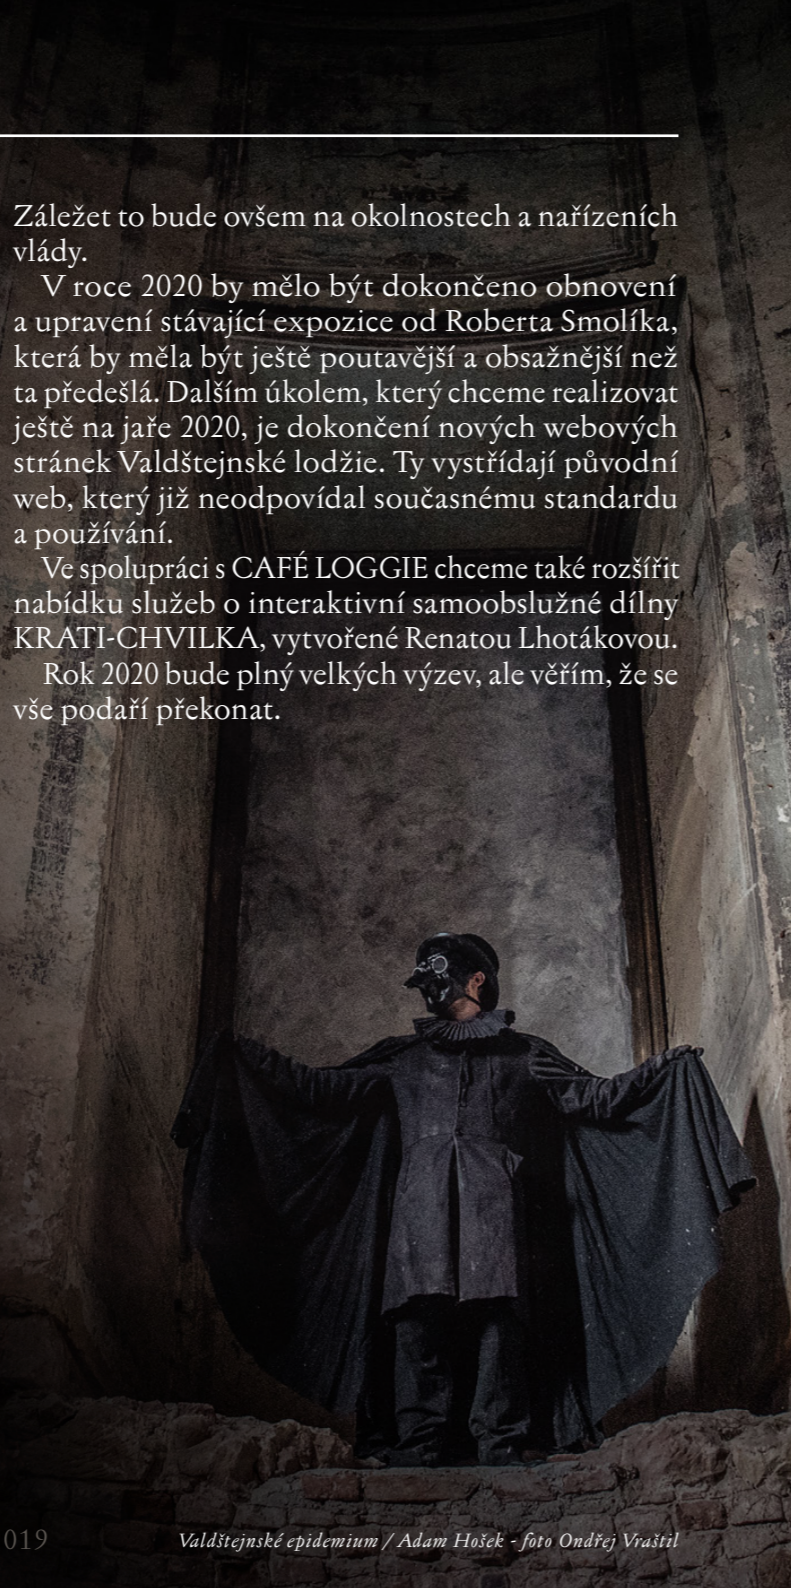 Záležet to bude ovšem na okolnostech a nařízeních
vlády.
V roce 2020 by mělo být dokončeno obnovení
a upravení stávající expozice od Roberta Smolíka,
která by měla být ještě poutavější a obsažnější než
ta předešlá. Dalším úkolem, který chceme realizovat
ještě na jaře 2020, je dokončení nových webových
stránek Valdštejnské lodžie. Ty vystřídají původní
web, který již neodpovídal současnému standardu
a používání.
Ve spolupráci s CAFÉ LOGGIE chceme také rozšířit
nabídku služeb o interaktivní samoobslužné dílny
KRATI-CHVILKA, vytvořené Renatou Lhotákovou.
Rok 2020 bude plný velkých výzev, ale věřím, že se
vše podaří překonat.
019
Valdštejnské epidemium / Adam Hošek - foto Ondřej Vraštil